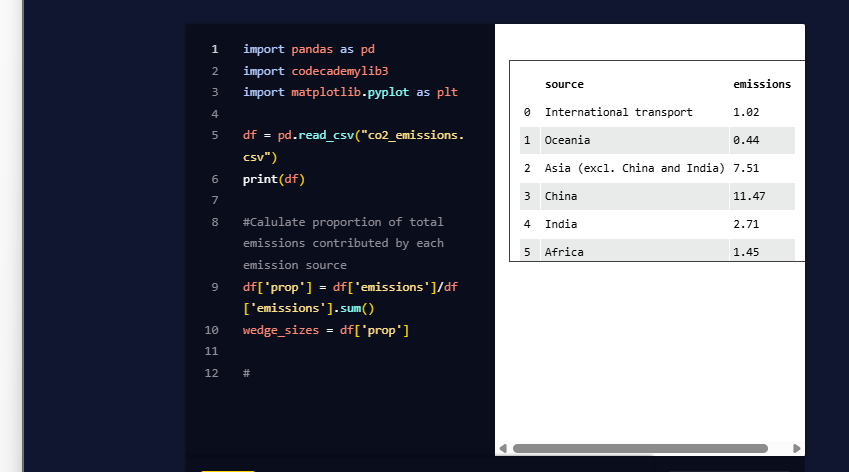 1 import pandas as pd
2 import codecademylib3
3 import matplotlib.pyplot as plt
4
5 df = pd.read_csv("co2_emissions.
csv")
6 print(df)
7
8 #Calulate proportion of total
emissions contributed by each
emission source
9 df['prop'] = df['emissions']/df
['emissions'].sum()
10 wedge_sizes = df['prop']
11
12 #
source emissions
0 International transport 1.02
1 Oceania 0.44
2 Asia (excl. China and India) 7.51
3 China 11.47
4 India 2.71
5 Africa 1.45